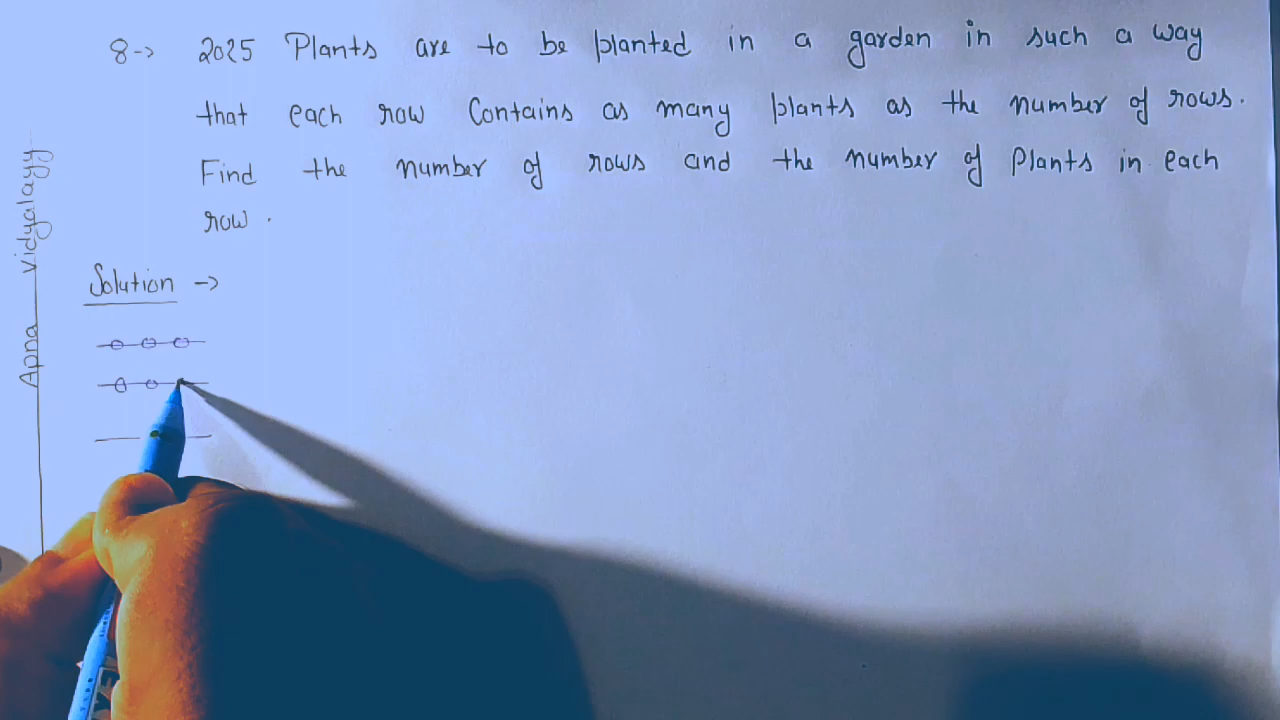 8-> 2025 Plants are to be planted in a garden in such a way
that each row Contains as many plants as the number of rows.
Find the number of rows and the number of Plants in each
row.
Solution ->
Apna Vidyalayy